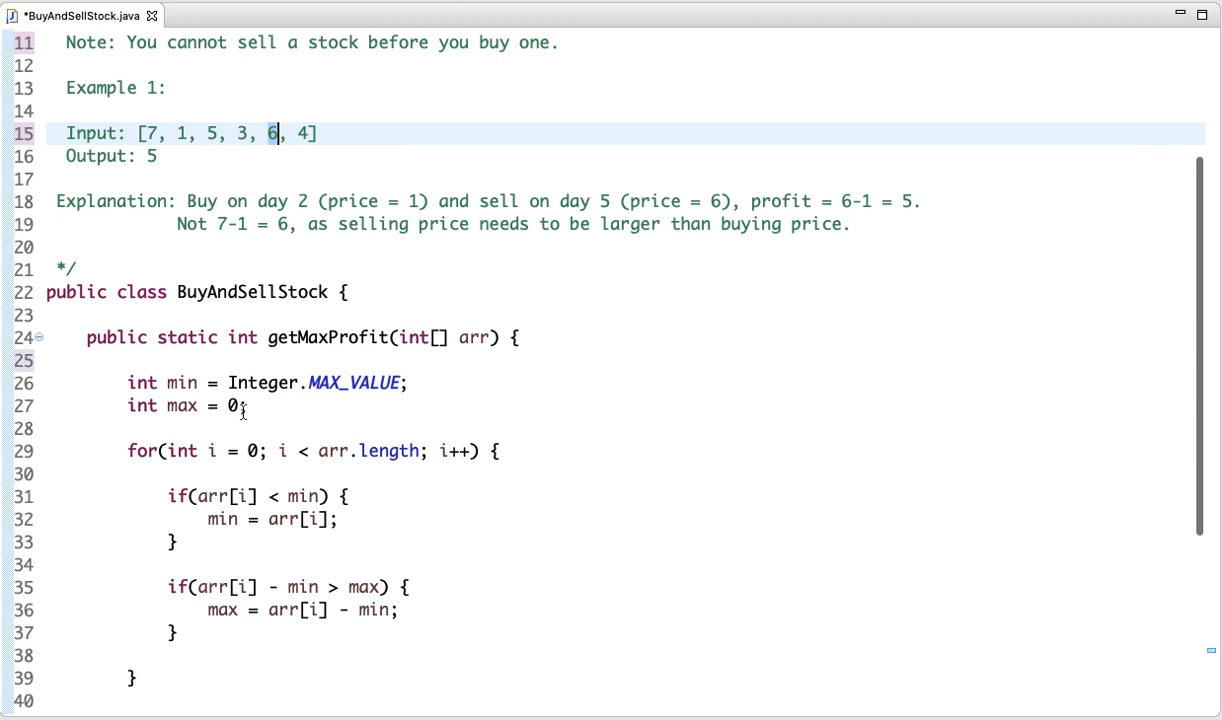 *BuyAndSellStock.java
11 Note: You cannot sell a stock before you buy one.
12
13 Example 1:
14
15 Input: [7, 1, 5, 3, 6, 4]
16 Output: 5
17
18 Explanation: Buy on day 2 (price = 1) and sell on day 5 (price = 6), profit = 6-1 = 5.
19 Not 7-1 = 6, as selling price needs to be larger than buying price.
20
21 */
22 public class BuyAndSellStock {
23
24 public static int getMaxProfit(int[] arr) {
25
26 int min = Integer.MAX_VALUE;
27 int max = 0;
28
29 for(int i = 0; i < arr.length; i++) {
30
31 if(arr[i] < min) {
32 min = arr[i];
33 }
34
35 if(arr[i] - min > max) {
36 max = arr[i] - min;
37 }
38
39 }
40